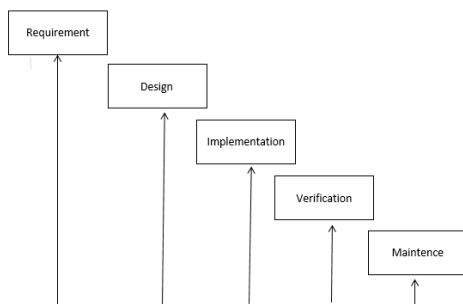 Requirement
Design
Implementation
Verification
Maintence